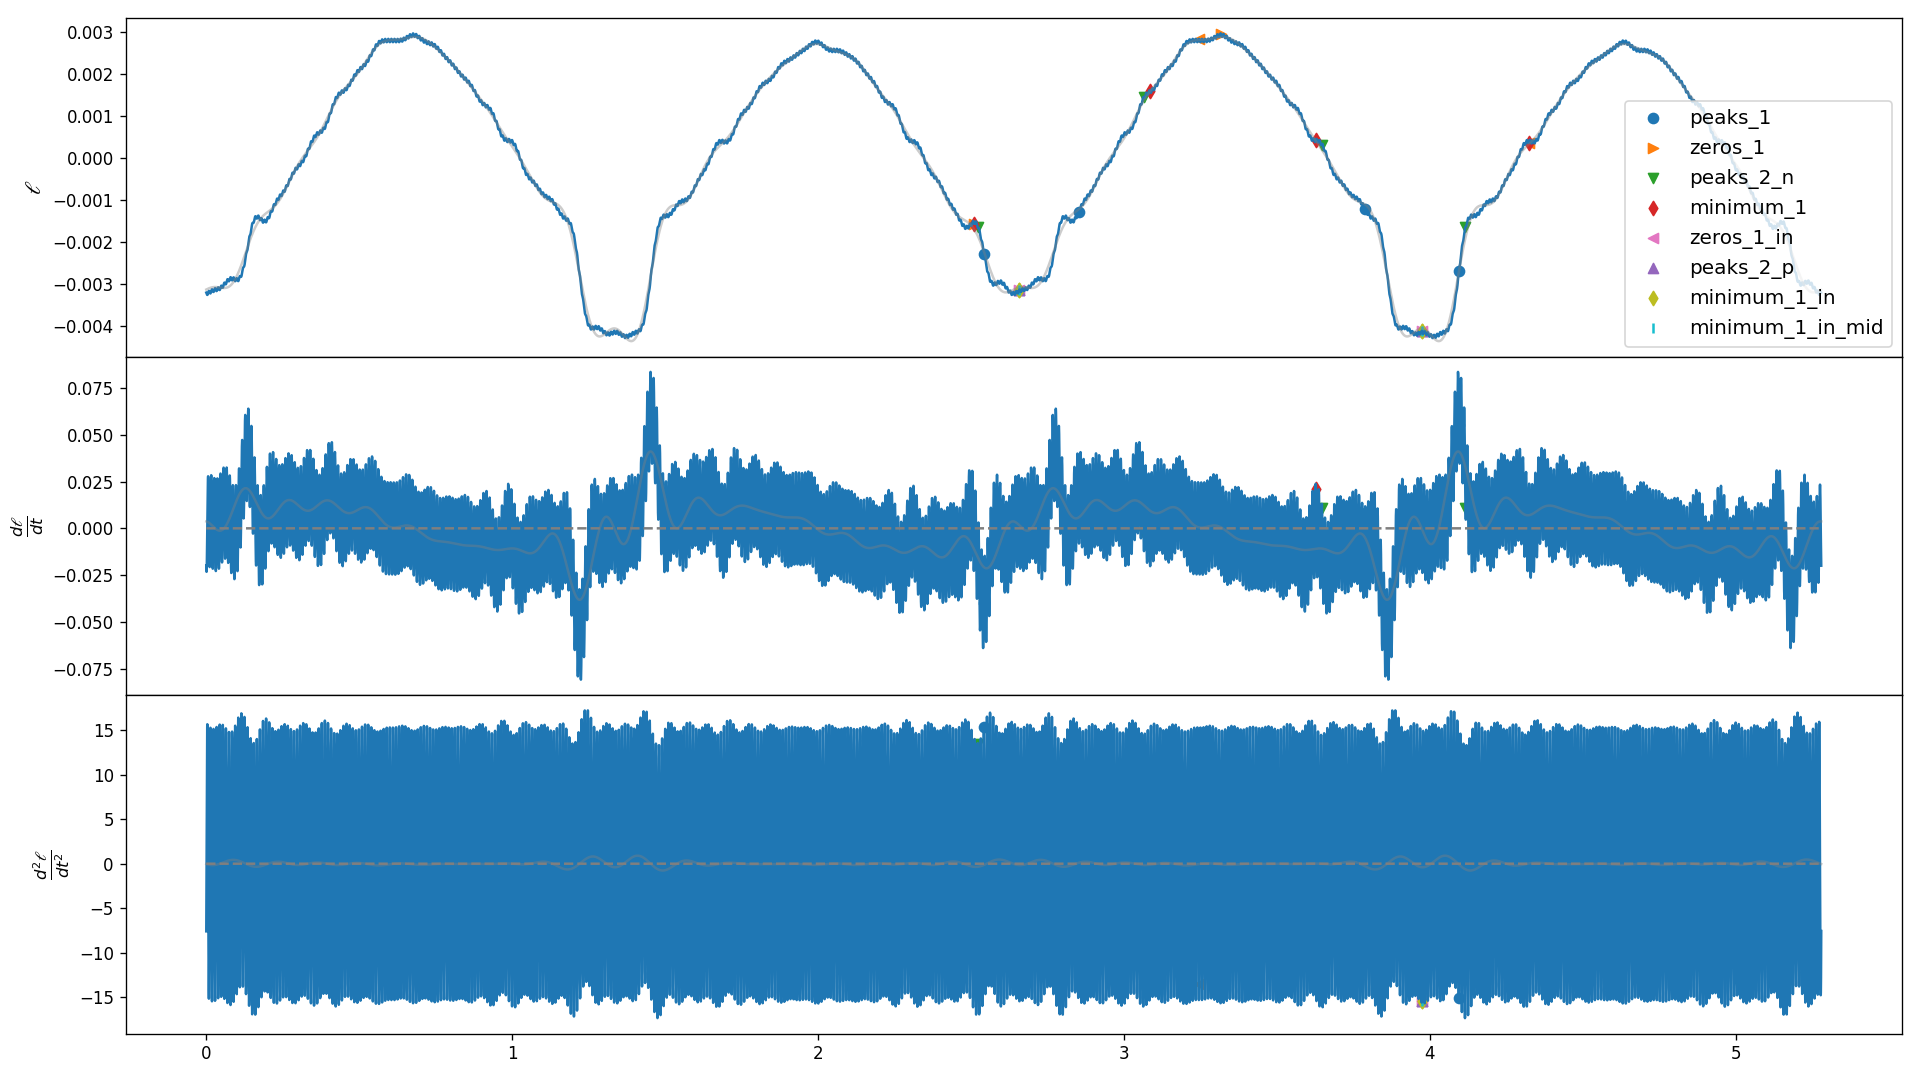 0.003
0.002
0.001
0.000
−0.001
−0.002
−0.003
−0.004
ℓ
peaks_1
zeros_1
peaks_2_n
minimum_1
zeros_1_in
peaks_2_p
minimum_1_in
minimum_1_in_mid
0.075
0.050
0.025
0.000
−0.025
−0.050
−0.075
dℓ
dt
15
10
5
0
−5
−10
−15
d²ℓ
dt²
0 1 2 3 4 5